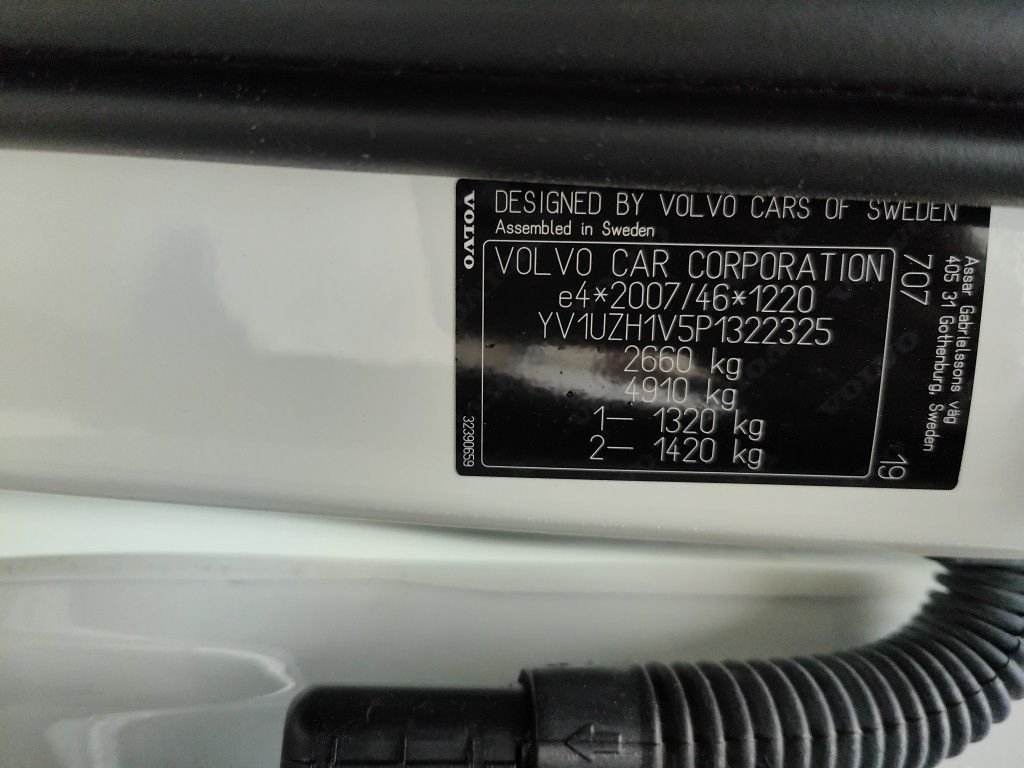 VOLVO
DESIGNED BY VOLVO CARS OF SWEDEN
Assembled in Sweden
VOLVO CAR CORPORATION
e4*2007/46*1220
YV1UZH1V5P1322325
2660 kg
4910 kg
1– 1320 kg
2– 1420 kg
32390659
Assar Gabrielssons väg
405 31 Gothenburg, Sweden
707
19